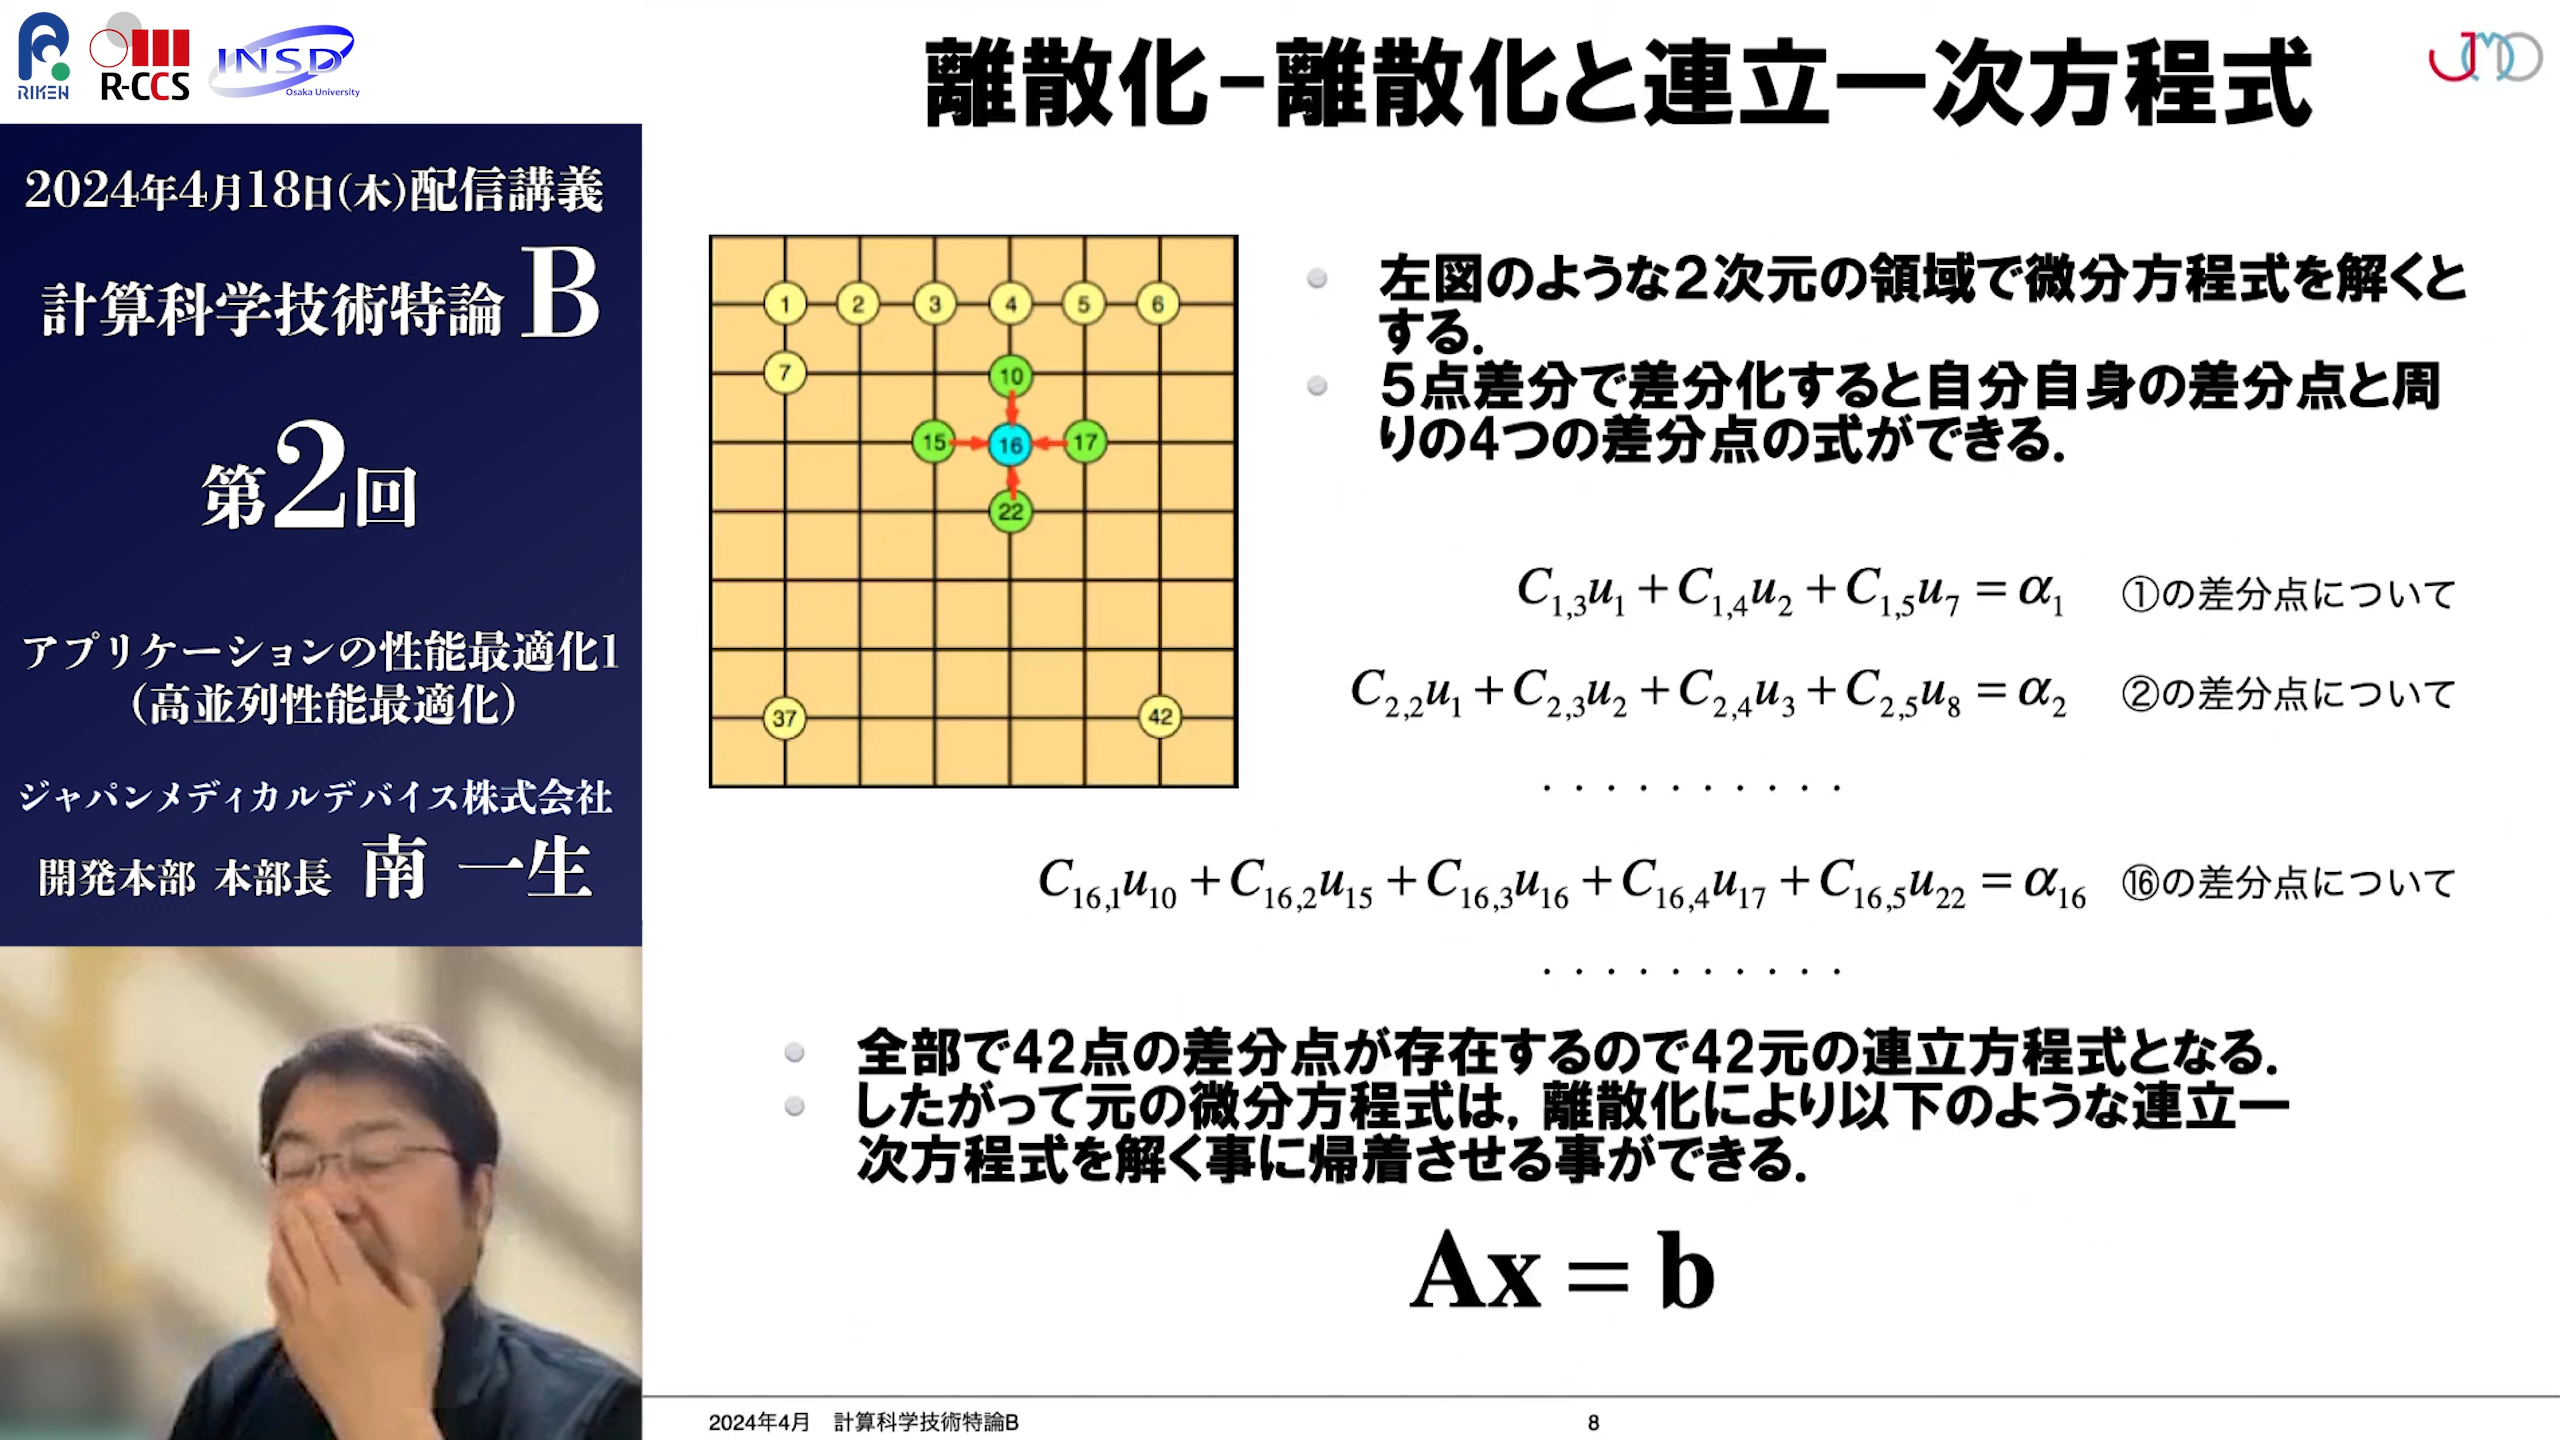 RIKEN
R-CCS
INSD
Osaka University
2024年4月18日(木)配信講義
計算科学技術特論 B
第2回
アプリケーションの性能最適化1
(高並列性能最適化)
ジャパンメディカルデバイス株式会社
開発本部 本部長 南 一生
離散化-離散化と連立一次方程式
JMD
1 2 3 4 5 6
7 10
15 16 17
22
37 42
左図のような2次元の領域で微分方程式を解くと
する.
5点差分で差分化すると自分自身の差分点と周
りの4つの差分点の式ができる.
C1,3u1 + C1,4u2 + C1,5u7 = α1 ①の差分点について
C2,2u1 + C2,3u2 + C2,4u3 + C2,5u8 = α2 ②の差分点について
. . . . . . . . . .
C16,1u10 + C16,2u15 + C16,3u16 + C16,4u17 + C16,5u22 = α16 ⑯の差分点について
. . . . . . . . . .
全部で42点の差分点が存在するので42元の連立方程式となる.
したがって元の微分方程式は, 離散化により以下のような連立一
次方程式を解く事に帰着させる事ができる.
Ax = b
2024年4月 計算科学技術特論B
8